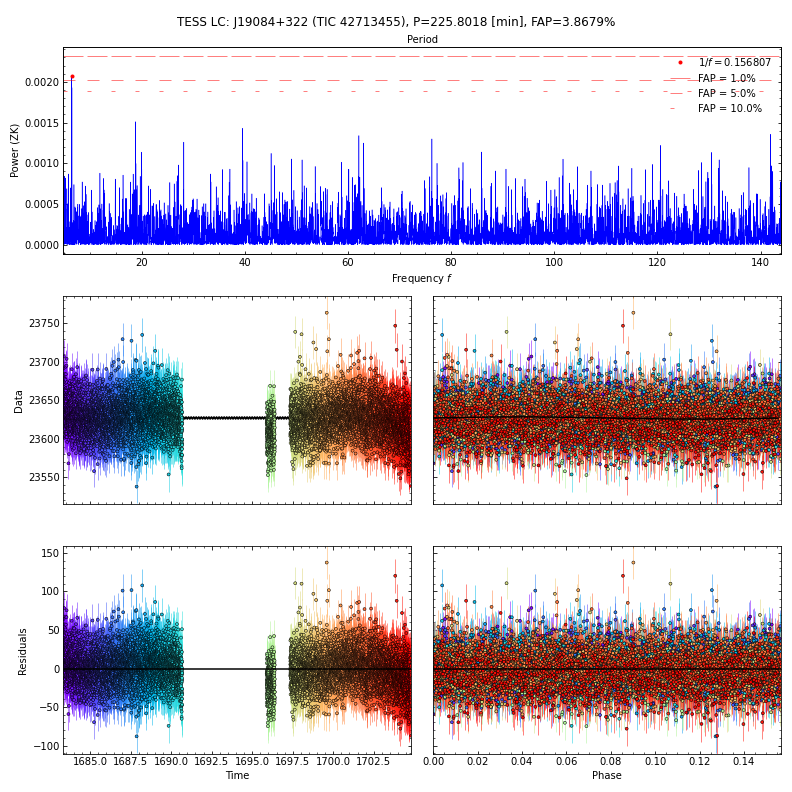 TESS LC: J19084+322 (TIC 42713455), P=225.8018 [min], FAP=3.8679%
Period
Power (ZK)
0.0020
0.0015
0.0010
0.0005
0.0000
1/f = 0.156807
FAP = 1.0%
FAP = 5.0%
FAP = 10.0%
20 40 60 80 100 120 140
Frequency f
Data
23750
23700
23650
23600
23550
Residuals
150
100
50
0
−50
−100
1685.0 1687.5 1690.0 1692.5 1695.0 1697.5 1700.0 1702.5
Time
0.00 0.02 0.04 0.06 0.08 0.10 0.12 0.14
Phase